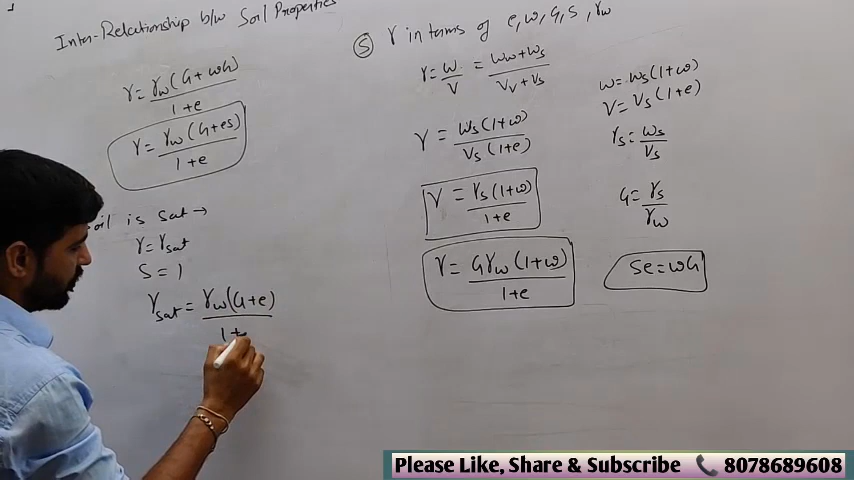 Inter-Relationship b/w Soil Properties
γ = γw(G+wG) / 1+e
γ = γw(G+es) / 1+e
oil is sat →
γ = γsat
S = 1
γsat = γw(G+e) / 1+
⑤ γ in terms of e, w, G, S, γw
γ = W / V = Ww+Ws / Vv+Vs
γ = Ws(1+w) / Vs(1+e)
γ = γs(1+w) / 1+e
γ = Gγw(1+w) / 1+e
W = Ws(1+w)
V = Vs(1+e)
γs = Ws / Vs
G = γs / γw
Se = wG
Please Like, Share & Subscribe 8078689608